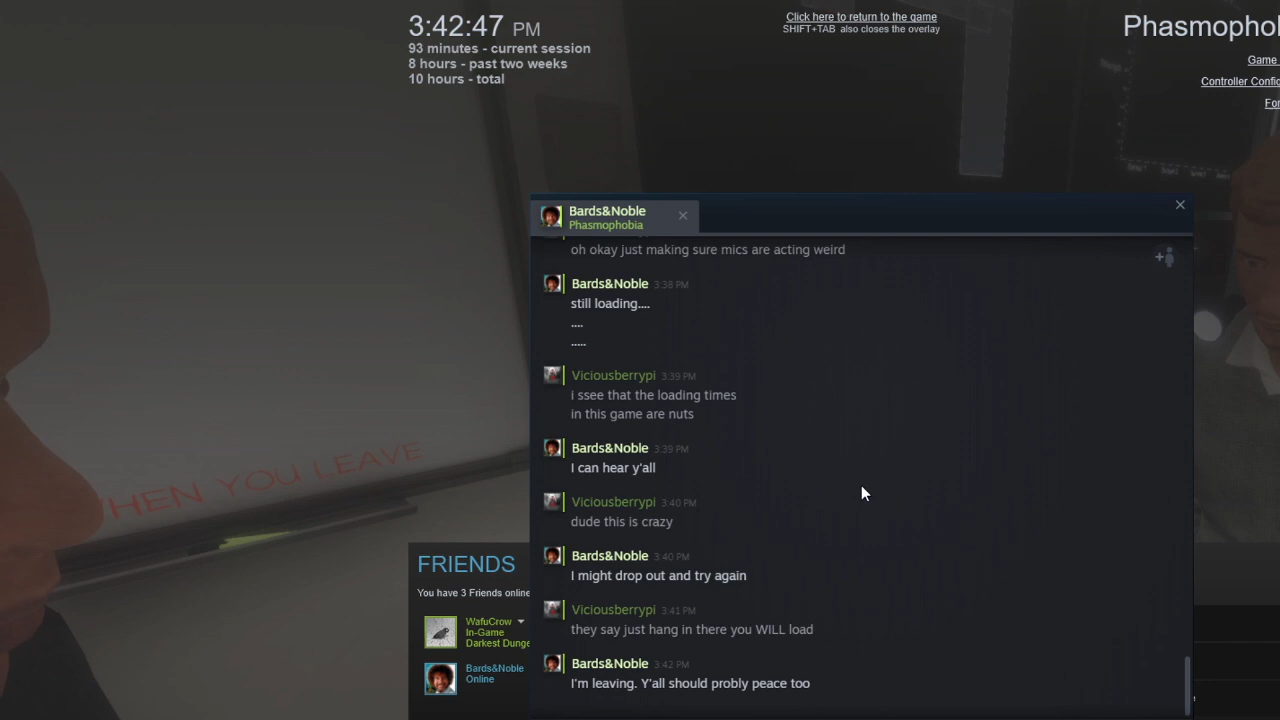 3:42:47 PM
93 minutes - current session
8 hours - past two weeks
10 hours - total
Click here to return to the game
SHIFT+TAB also closes the overlay
Phasmophol
Game
Controller Config
For
Bards&Noble
Phasmophobia
oh okay just making sure mics are acting weird
Bards&Noble 3:38 PM
still loading....
....
.....
Viciousberrypi 3:39 PM
i ssee that the loading times
in this game are nuts
Bards&Noble 3:39 PM
I can hear y'all
Viciousberrypi 3:40 PM
dude this is crazy
Bards&Noble 3:40 PM
I might drop out and try again
Viciousberrypi 3:41 PM
they say just hang in there you WILL load
Bards&Noble 3:42 PM
I'm leaving. Y'all should probly peace too
HEN YOU LEAVE
FRIENDS
You have 3 Friends online
WafuCrow
In-Game
Darkest Dunge
Bards&Noble
Online